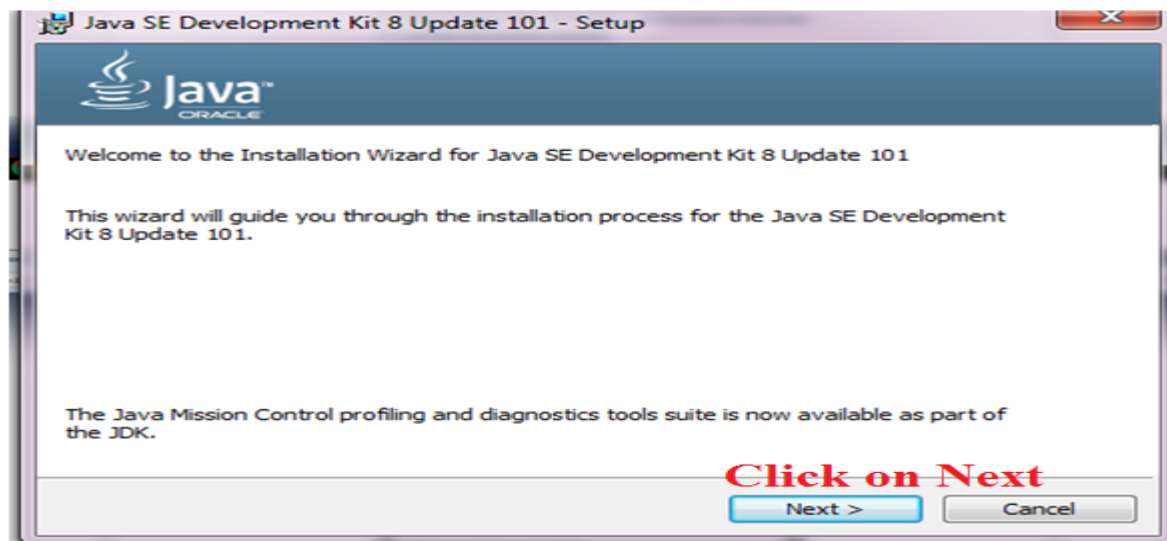 Java SE Development Kit 8 Update 101 - Setup
Java™
ORACLE
Welcome to the Installation Wizard for Java SE Development Kit 8 Update 101
This wizard will guide you through the installation process for the Java SE Development
Kit 8 Update 101.
The Java Mission Control profiling and diagnostics tools suite is now available as part of
the JDK.
Click on Next
Next >
Cancel